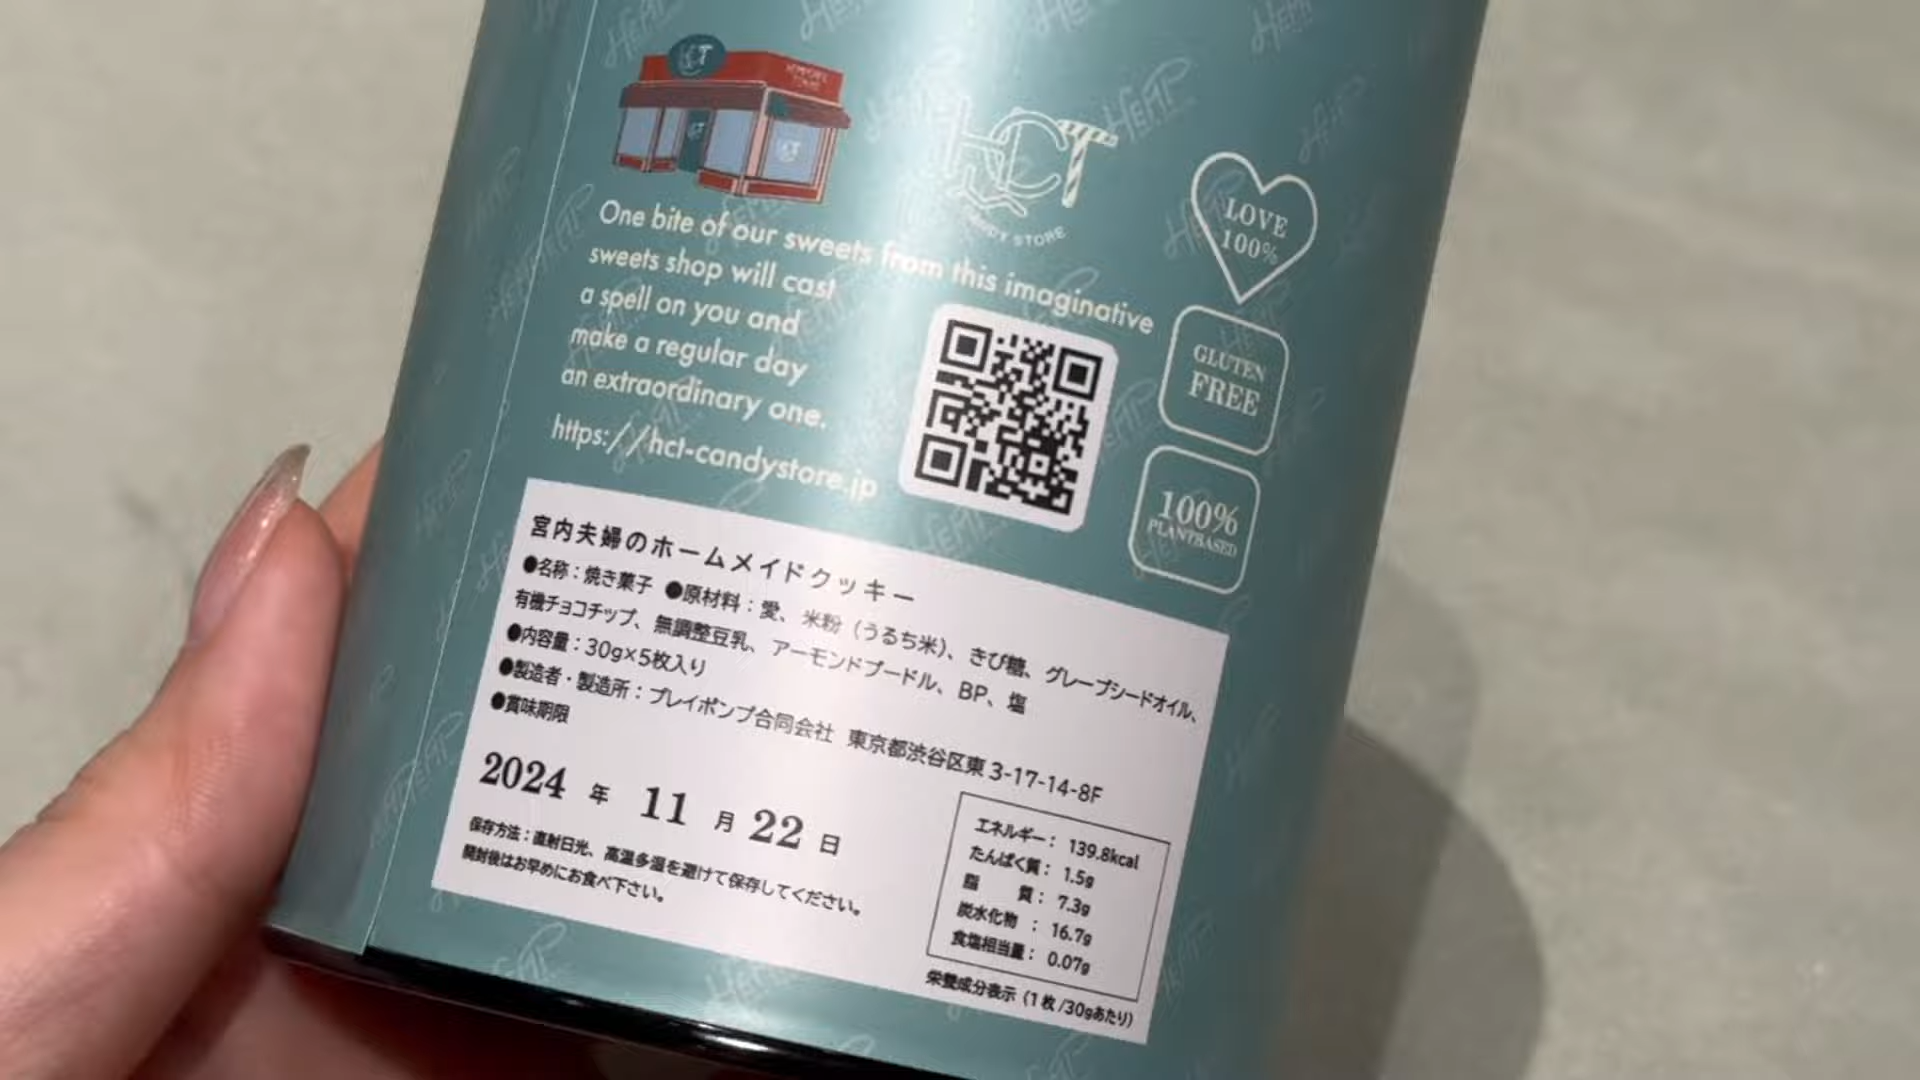 HCT
HCT
CANDY STORE
LOVE
100%
One bite of our sweets from this imaginative
sweets shop will cast
a spell on you and
make a regular day
an extraordinary one.
https://hct-candystore.jp
GLUTEN
FREE
100%
PLANTBASED
宮内夫婦のホームメイドクッキー
●名称：焼き菓子 ●原材料：愛、米粉（うるち米）、きび糖、グレープシードオイル、
有機チョコチップ、無調整豆乳、アーモンドプードル、BP、塩
●内容量：30g×5枚入り
●製造者・製造所：プレイポンプ合同会社 東京都渋谷区東3-17-14-8F
●賞味期限
2024 年 11 月 22 日
保存方法：直射日光、高温多湿を避けて保存してください。
開封後はお早めにお食べ下さい。
エネルギー： 139.8kcal
たんぱく質： 1.5g
脂 質： 7.3g
炭水化物 ： 16.7g
食塩相当量： 0.07g
栄養成分表示（1枚/30gあたり）